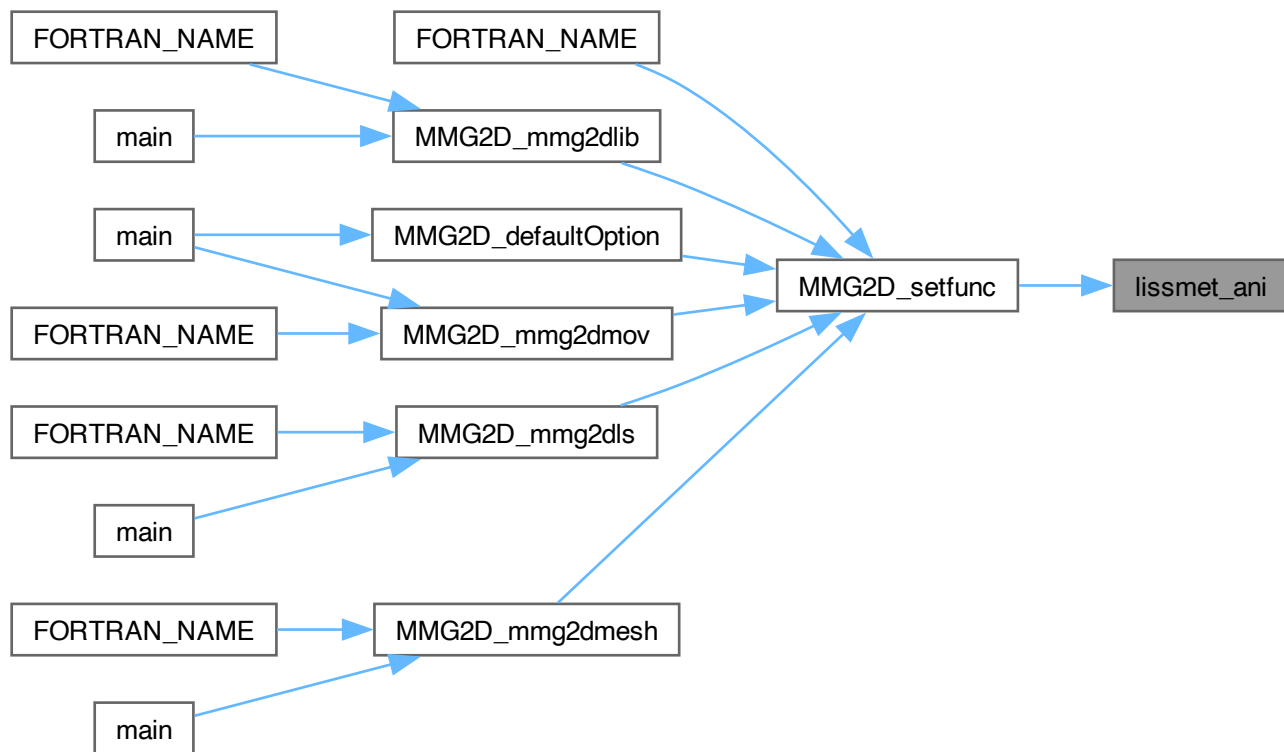 FORTRAN_NAME
FORTRAN_NAME
main
MMG2D_mmg2dlib
main
MMG2D_defaultOption
MMG2D_setfunc
lissmet_ani
FORTRAN_NAME
MMG2D_mmg2dmov
FORTRAN_NAME
MMG2D_mmg2dls
main
FORTRAN_NAME
MMG2D_mmg2dmesh
main